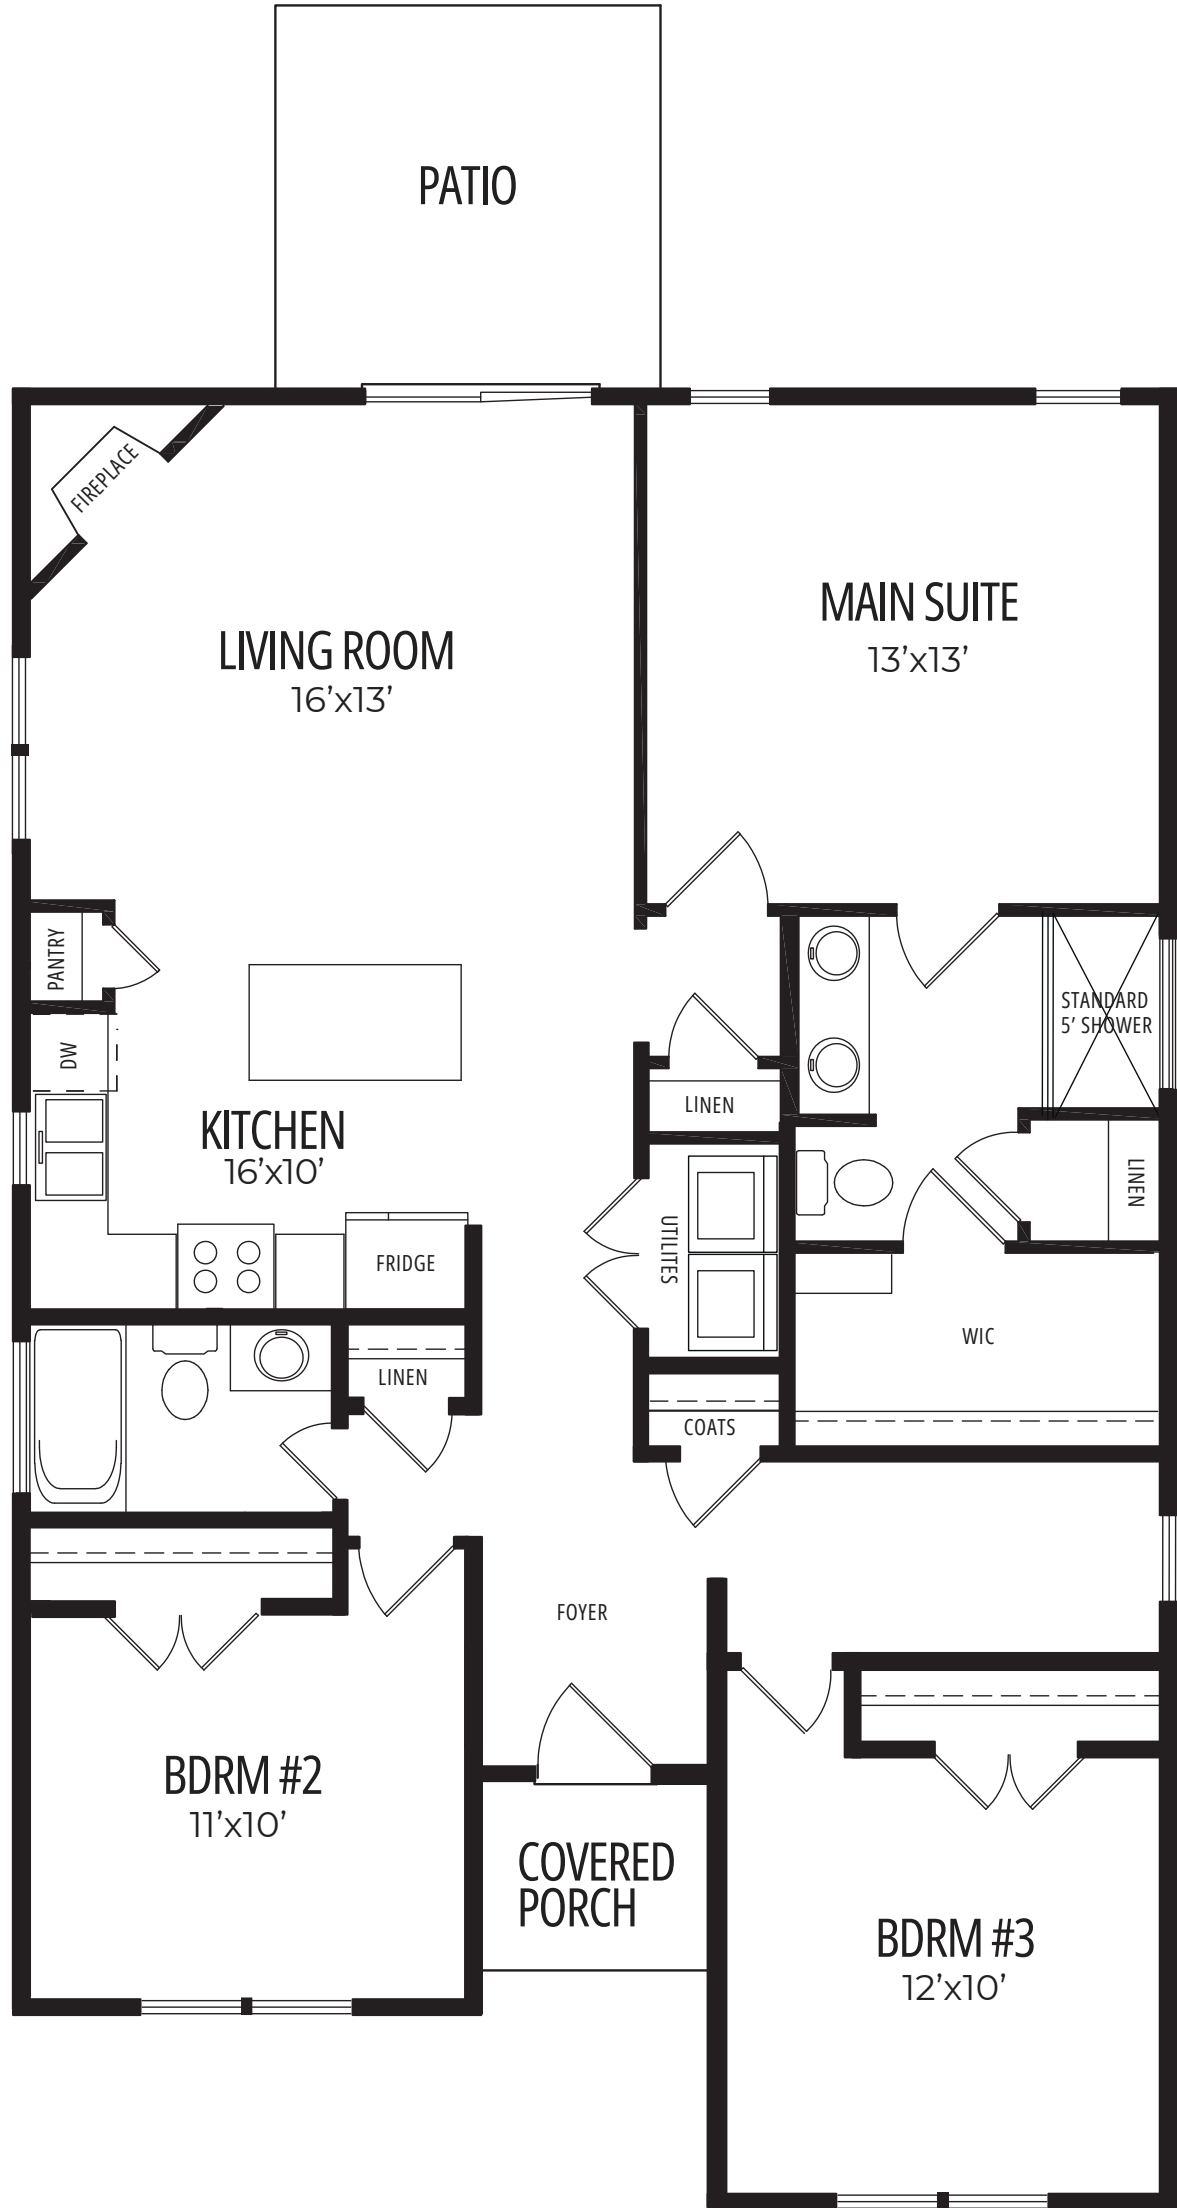 PATIO
FIREPLACE
LIVING ROOM
16’x13’
MAIN SUITE
13’x13’
PANTRY
DW
KITCHEN
16’x10’
FRIDGE
LINEN
UTILITES
STANDARD
5’ SHOWER
LINEN
WIC
LINEN
COATS
FOYER
BDRM #2
11’x10’
COVERED
PORCH
BDRM #3
12’x10’